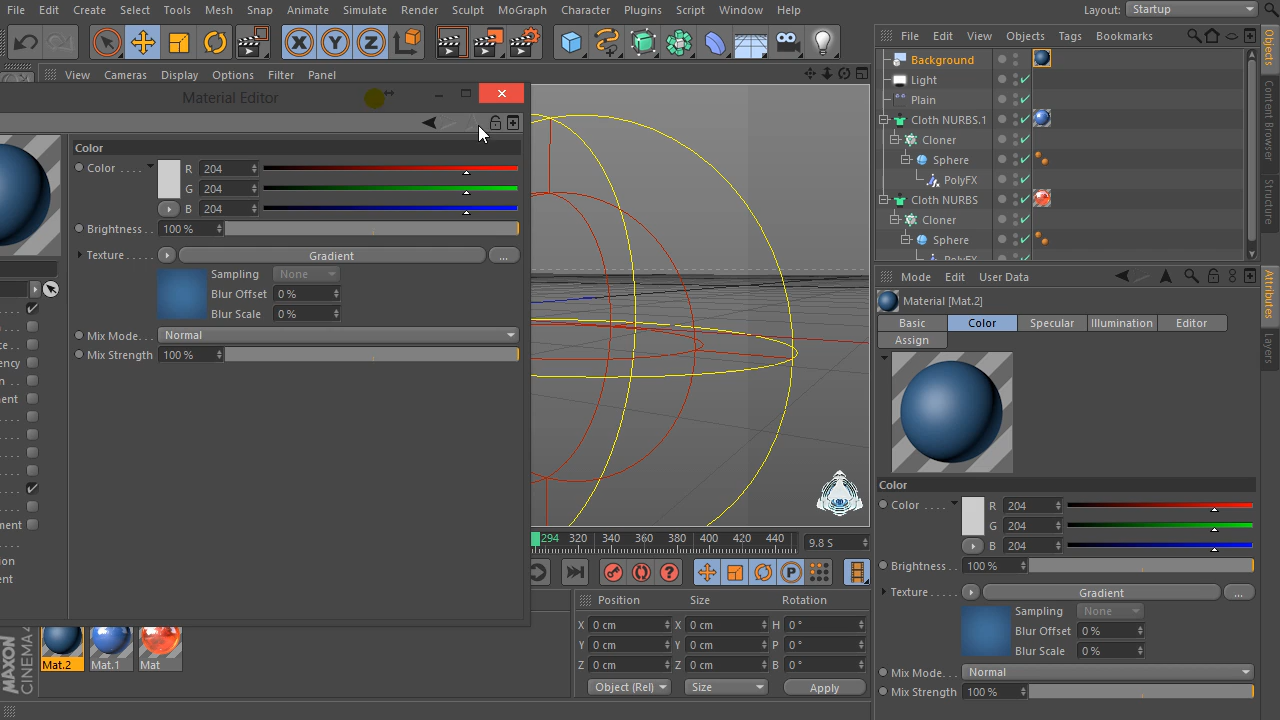 File Edit Create Select Tools Mesh Snap Animate Simulate Render Sculpt MoGraph Character Plugins Script Window Help
Layout: Startup
X Y Z
File Edit View Objects Tags Bookmarks
View Cameras Display Options Filter Panel
Material Editor
Background
Light
Plain
Cloth NURBS.1
Cloner
Sphere
PolyFX
Cloth NURBS
Cloner
Sphere
PolyFX
Objects
Content Browser
Structure
Attributes
Layers
Color
Color . . . . R 204
G 204
B 204
Brightness . . 100 %
Texture . . . . . Gradient ...
Sampling None
Blur Offset 0 %
Blur Scale 0 %
Mix Mode. . . Normal
Mix Strength 100 %
Mode Edit User Data
Material [Mat.2]
Basic Color Specular Illumination Editor
Assign
Color
Color . . . . R 204
G 204
B 204
Brightness . . 100 %
Texture . . . . . Gradient ...
Sampling None
Blur Offset 0 %
Blur Scale 0 %
Mix Mode. . . Normal
Mix Strength 100 %
294 320 340 360 380 400 420 440 9.8 S
P
Position Size Rotation
X 0 cm X 0 cm H 0 °
Y 0 cm Y 0 cm P 0 °
Z 0 cm Z 0 cm B 0 °
Object (Rel) Size Apply
Mat.2 Mat.1 Mat
MAXON
CINEMA 4